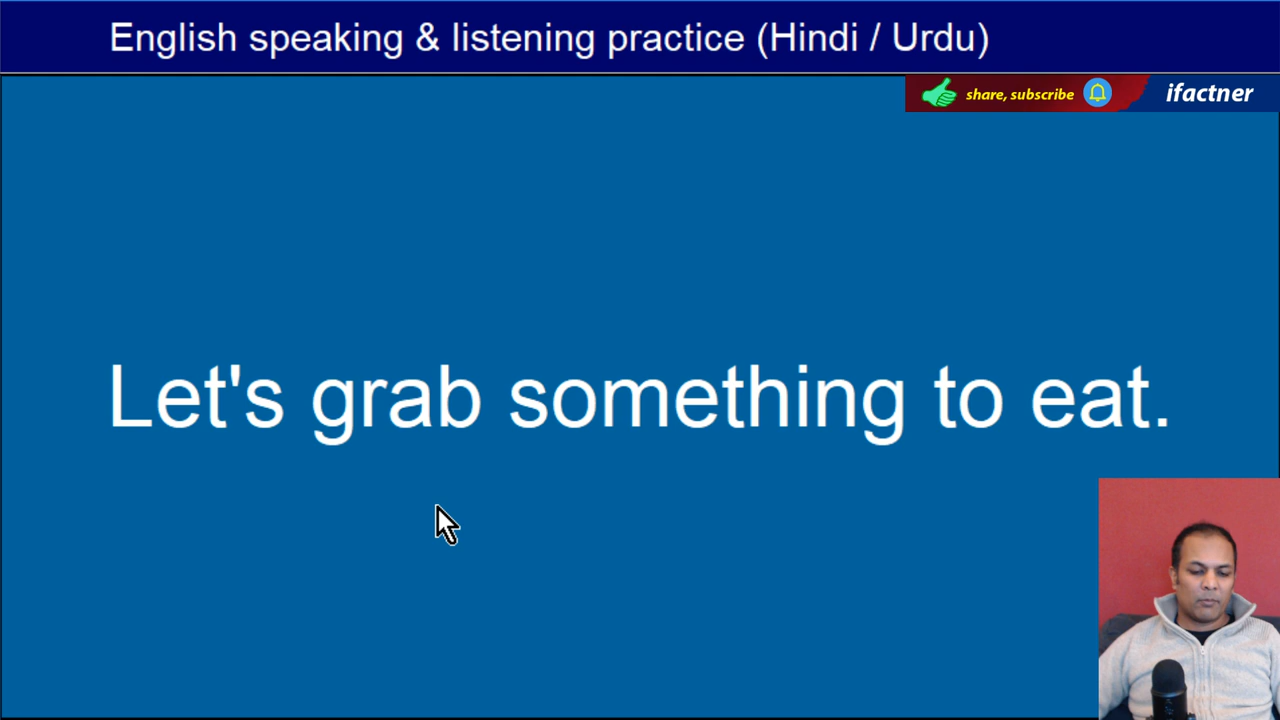 English speaking & listening practice (Hindi / Urdu)
share, subscribe
ifactner
Let's grab something to eat.